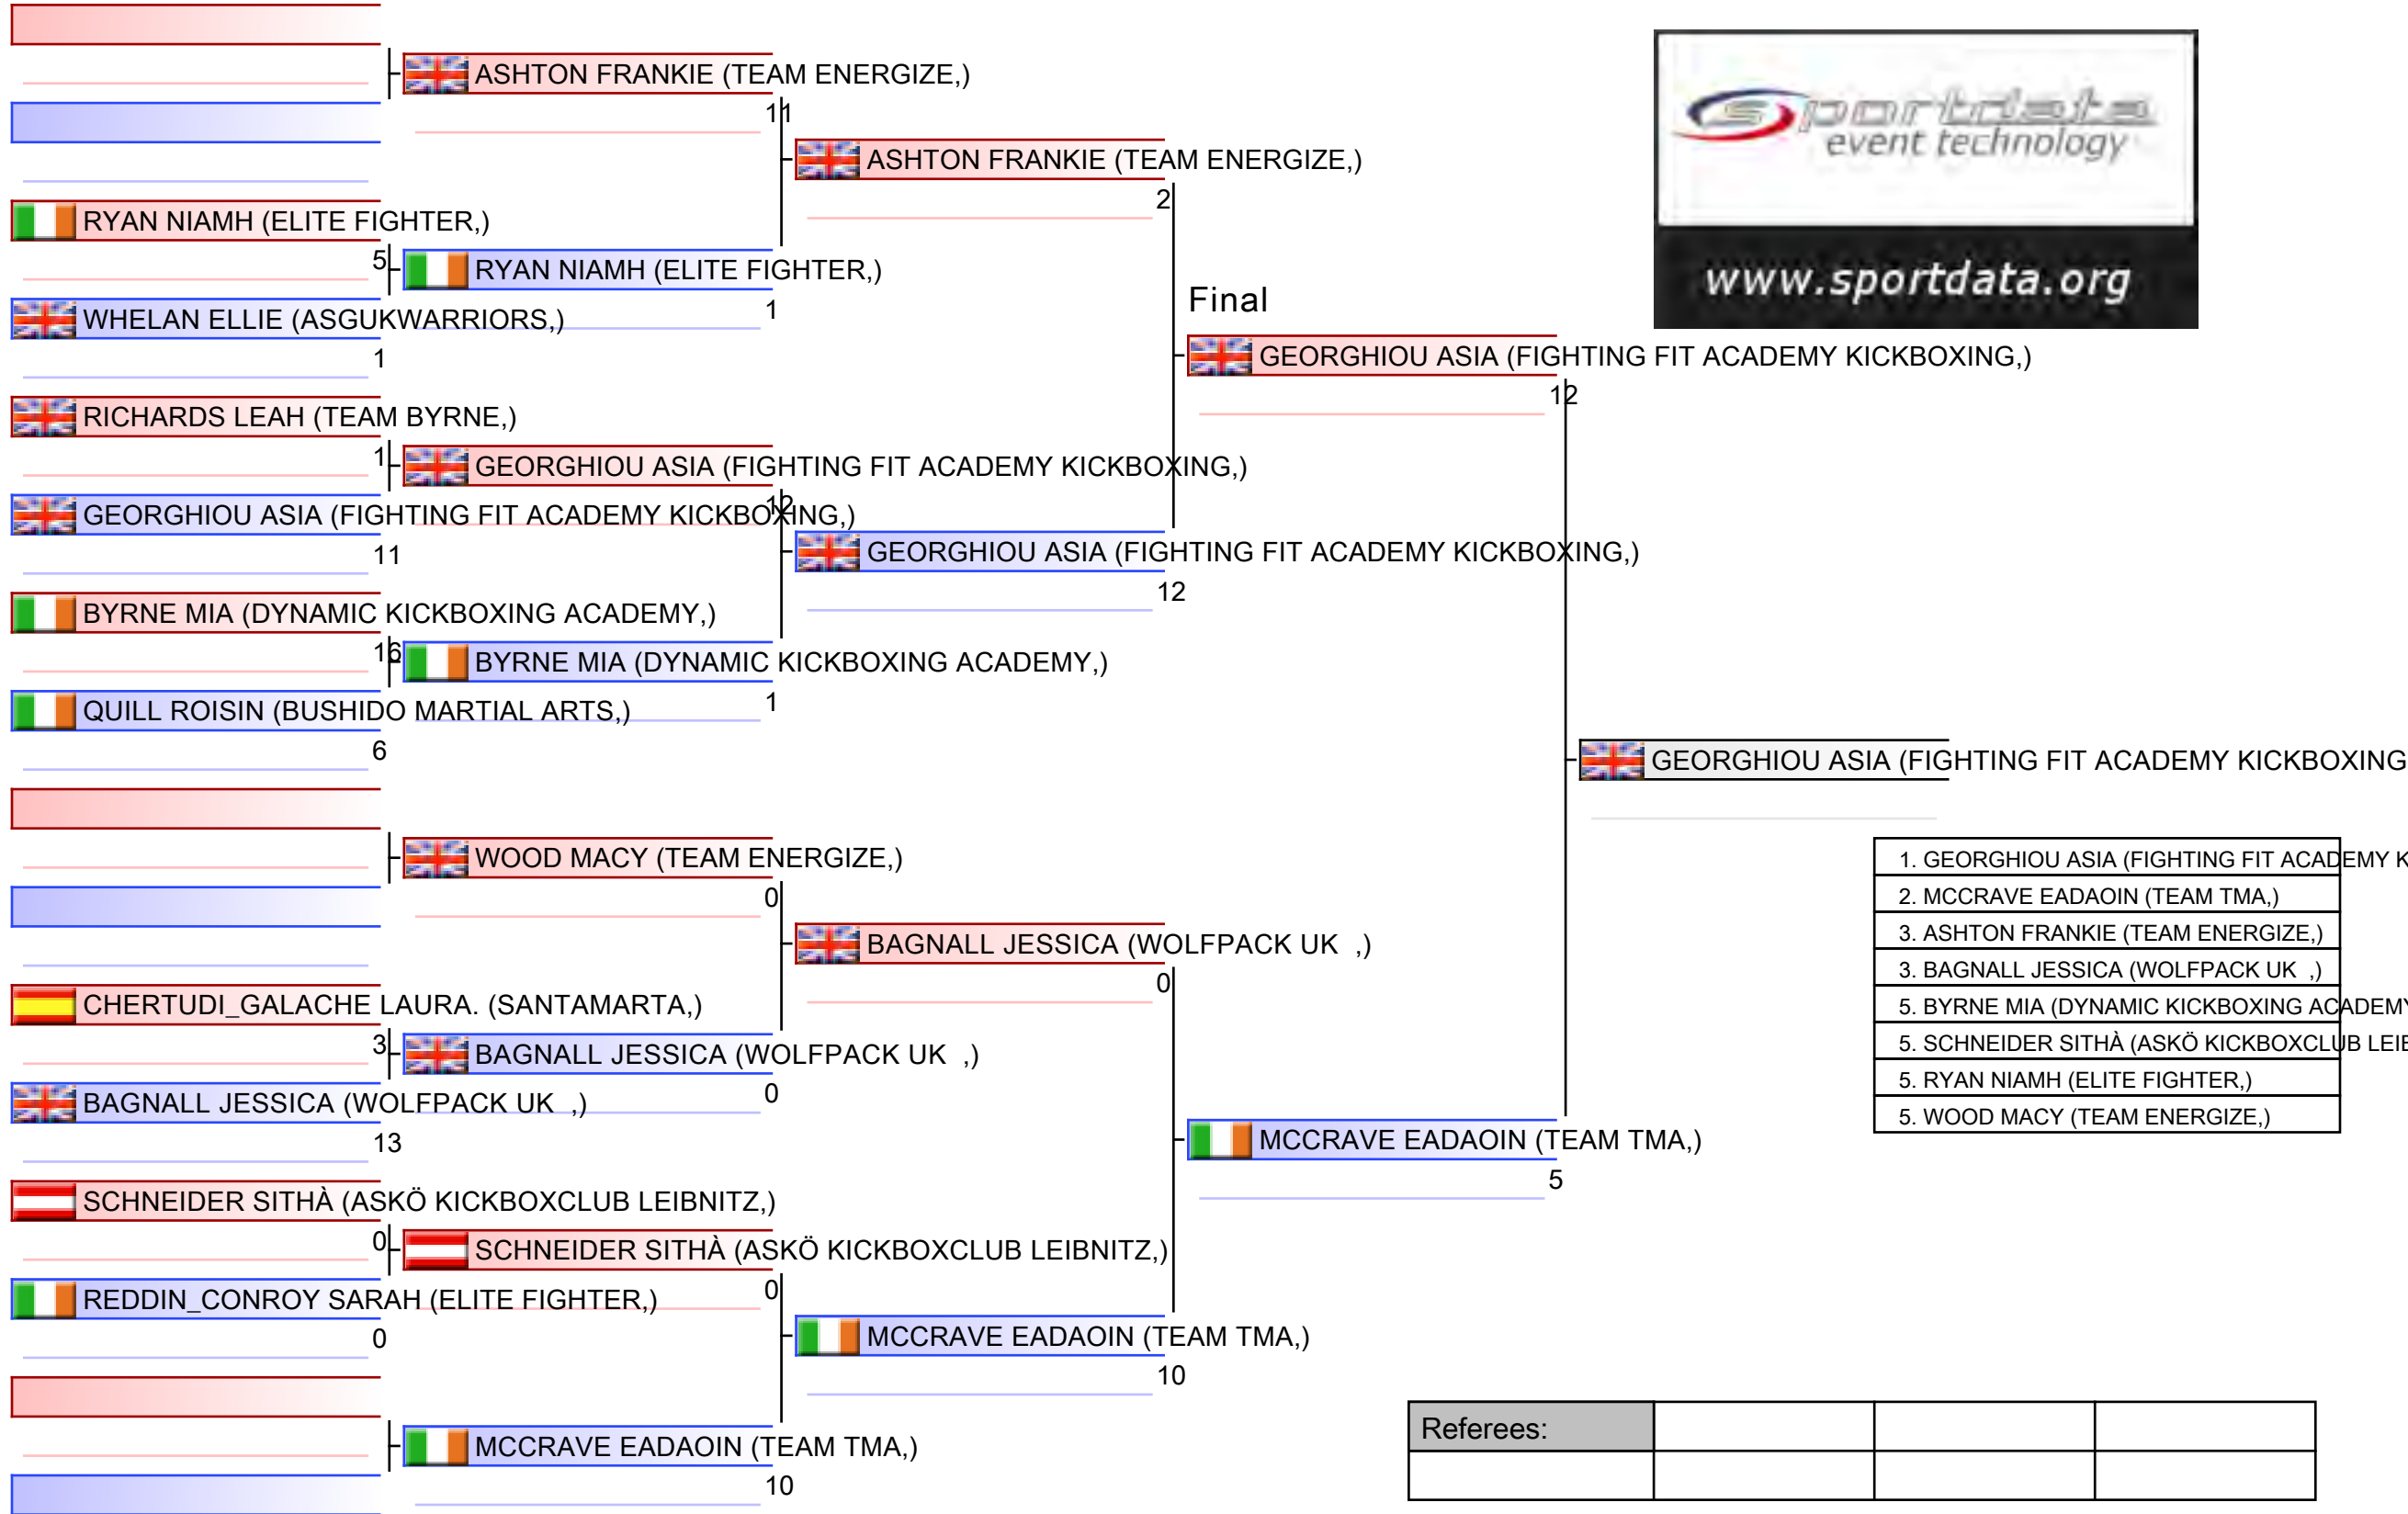 ASHTON FRANKIE (TEAM ENERGIZE,)
11
ASHTON FRANKIE (TEAM ENERGIZE,)
2
RYAN NIAMH (ELITE FIGHTER,)
5
RYAN NIAMH (ELITE FIGHTER,)
1
WHELAN ELLIE (ASGUKWARRIORS,)
1
Final
GEORGHIOU ASIA (FIGHTING FIT ACADEMY KICKBOXING,)
12
RICHARDS LEAH (TEAM BYRNE,)
1
GEORGHIOU ASIA (FIGHTING FIT ACADEMY KICKBOXING,)
12
GEORGHIOU ASIA (FIGHTING FIT ACADEMY KICKBOXING,)
11
GEORGHIOU ASIA (FIGHTING FIT ACADEMY KICKBOXING,)
12
BYRNE MIA (DYNAMIC KICKBOXING ACADEMY,)
16
BYRNE MIA (DYNAMIC KICKBOXING ACADEMY,)
1
QUILL ROISIN (BUSHIDO MARTIAL ARTS,)
6
GEORGHIOU ASIA (FIGHTING FIT ACADEMY KICKBOXING
WOOD MACY (TEAM ENERGIZE,)
0
BAGNALL JESSICA (WOLFPACK UK ,)
0
CHERTUDI_GALACHE LAURA. (SANTAMARTA,)
3
BAGNALL JESSICA (WOLFPACK UK ,)
0
BAGNALL JESSICA (WOLFPACK UK ,)
13
MCCRAVE EADAOIN (TEAM TMA,)
5
SCHNEIDER SITHÀ (ASKÖ KICKBOXCLUB LEIBNITZ,)
0
SCHNEIDER SITHÀ (ASKÖ KICKBOXCLUB LEIBNITZ,)
0
REDDIN_CONROY SARAH (ELITE FIGHTER,)
0
MCCRAVE EADAOIN (TEAM TMA,)
10
MCCRAVE EADAOIN (TEAM TMA,)
10
sportdata
event technology
www.sportdata.org
1. GEORGHIOU ASIA (FIGHTING FIT ACADEMY K
2. MCCRAVE EADAOIN (TEAM TMA,)
3. ASHTON FRANKIE (TEAM ENERGIZE,)
3. BAGNALL JESSICA (WOLFPACK UK ,)
5. BYRNE MIA (DYNAMIC KICKBOXING ACADEMY
5. SCHNEIDER SITHÀ (ASKÖ KICKBOXCLUB LEIB
5. RYAN NIAMH (ELITE FIGHTER,)
5. WOOD MACY (TEAM ENERGIZE,)
Referees: